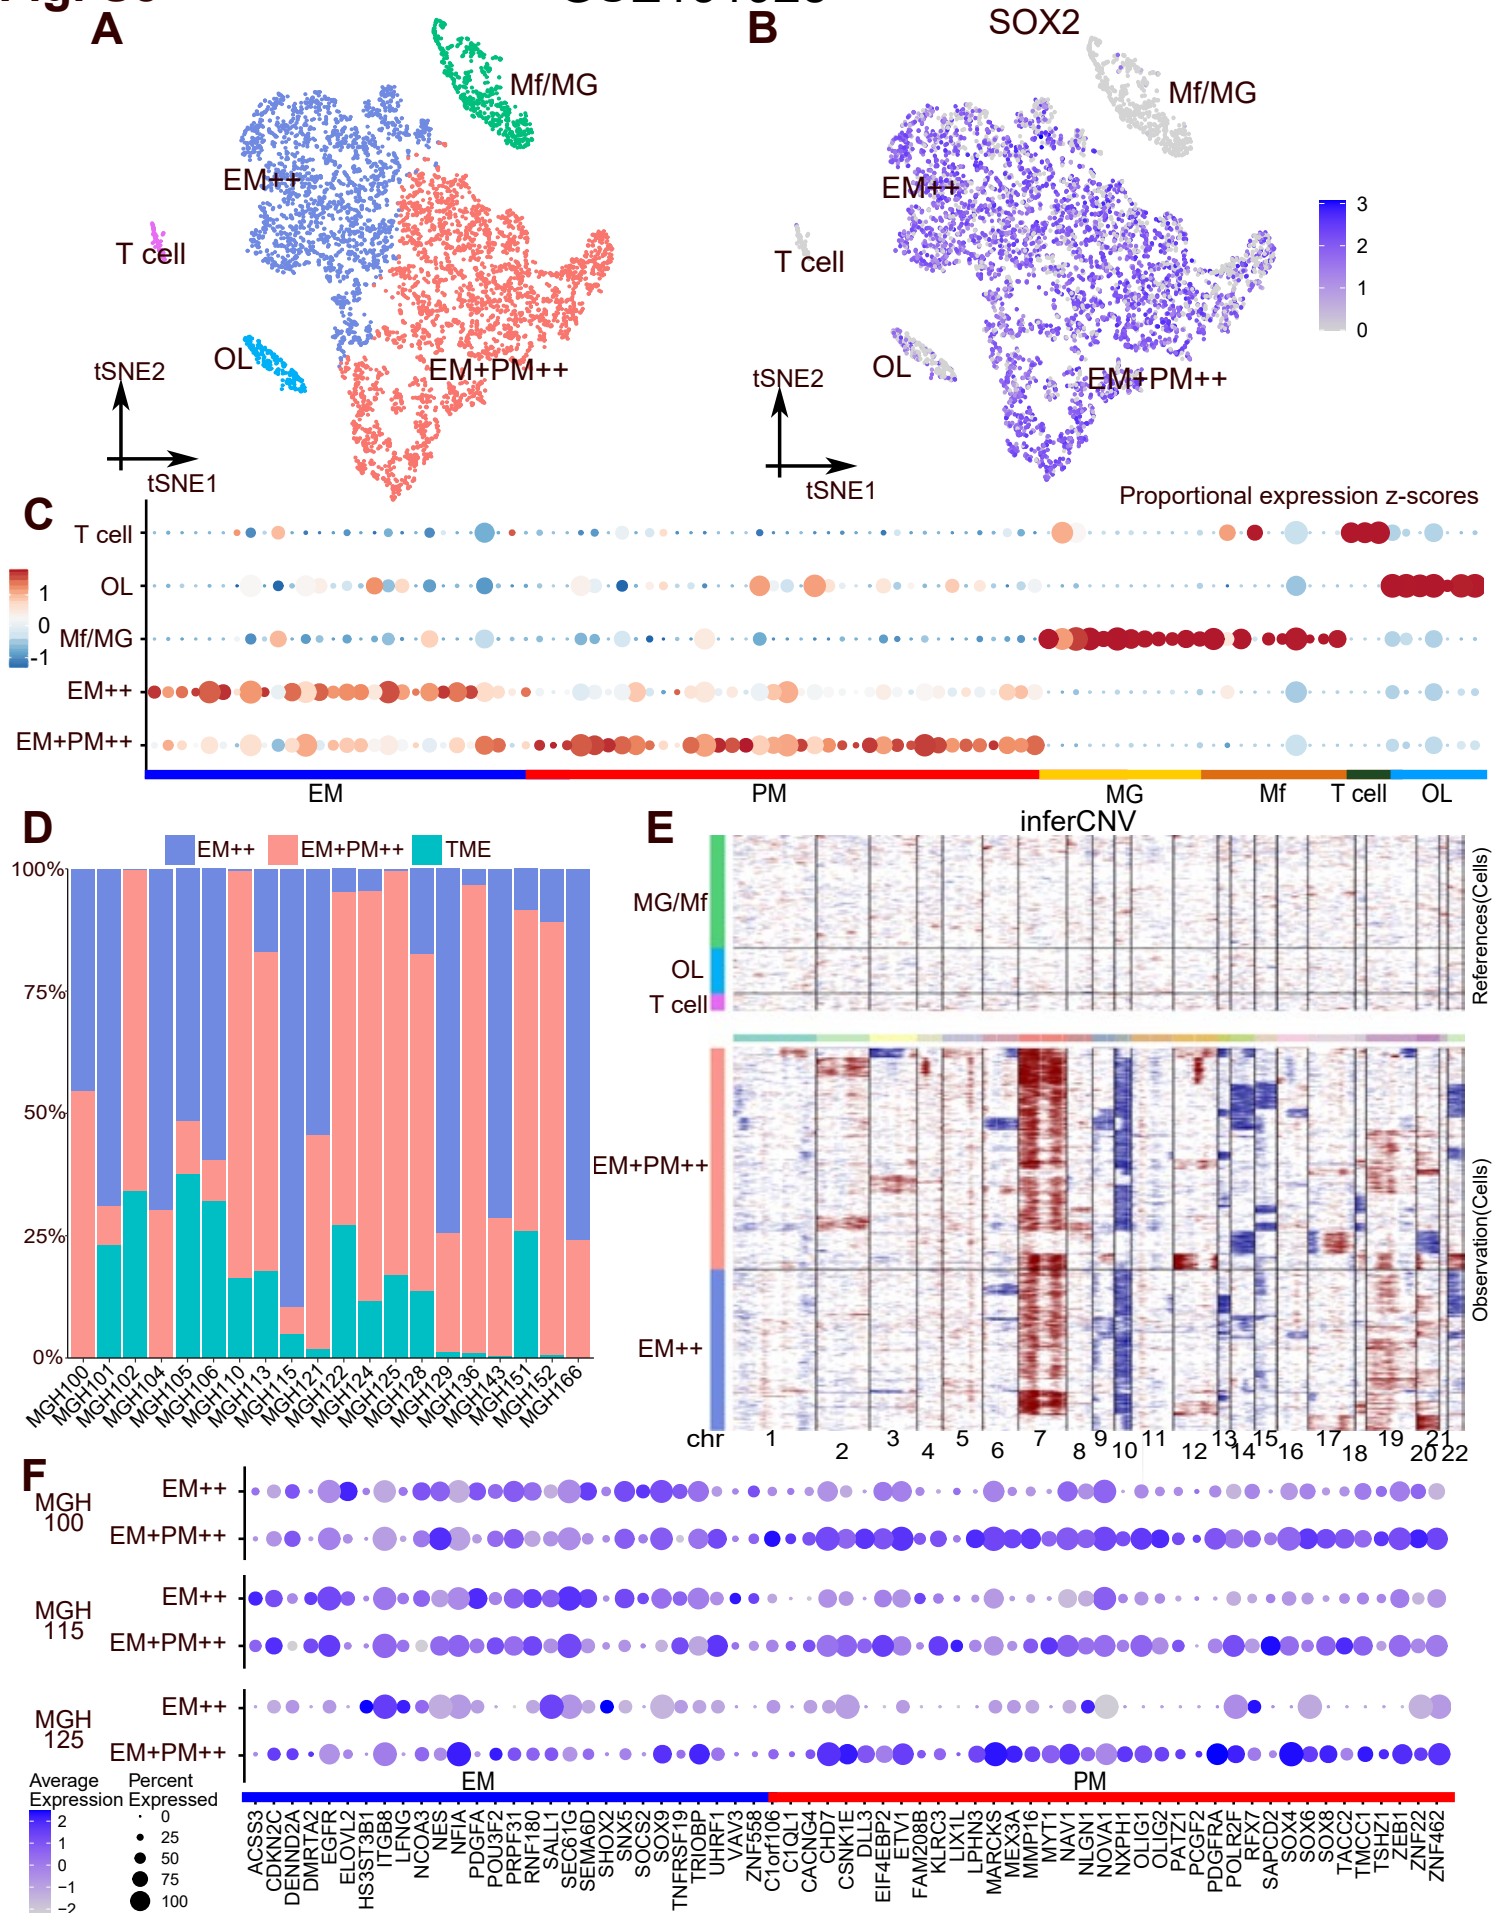 A
B
SOX2
Mf/MG
EM++
T cell
OL
EM+PM++
tSNE2
tSNE1
Mf/MG
EM++
T cell
OL
EM+PM++
tSNE2
tSNE1
3
2
1
0
C
Proportional expression z-scores
T cell
OL
Mf/MG
EM++
EM+PM++
1
0
-1
EM
PM
MG
Mf
T cell
OL
D
EM++
EM+PM++
TME
100%
75%
50%
25%
0%
MGH100
MGH101
MGH102
MGH104
MGH105
MGH106
MGH110
MGH113
MGH115
MGH121
MGH122
MGH124
MGH125
MGH128
MGH129
MGH136
MGH143
MGH151
MGH152
MGH166
E
inferCNV
MG/Mf
OL
T cell
References(Cells)
EM+PM++
EM++
Observation(Cells)
chr
1
2
3
4
5
6
7
8
9
10
11
12
13
14
15
16
17
18
19
20
21
22
F
MGH
100
EM++
EM+PM++
MGH
115
EM++
EM+PM++
MGH
125
EM++
EM+PM++
EM
PM
Average
Expression
2
1
0
−1
−2
Percent
Expressed
0
25
50
75
100
ACSS3
CDKN2C
DENND2A
DMRTA2
EGFR
ELOVL2
HS3ST3B1
ITGB8
LFNG
NCOA3
NES
NFIA
PDGFA
POU3F2
PRPF31
RNF180
SALL1
SEC61G
SEMA6D
SHOX2
SNX5
SOCS2
SOX9
TNFRSF19
TRIOBP
UHRF1
VAV3
ZNF558
C1orf106
C1QL1
CACNG4
CHD7
CSNK1E
DLL3
EIF4EBP2
ETV1
FAM208B
KLRC3
LIX1L
LPHN3
MARCKS
MEX3A
MMP16
MYT1
NAV1
NLGN1
NOVA1
NXPH1
OLIG1
OLIG2
PATZ1
PCGF2
PDGFRA
POLR2F
RFX7
SAPCD2
SOX4
SOX6
SOX8
TACC2
TMCC1
TSHZ1
ZEB1
ZNF22
ZNF462